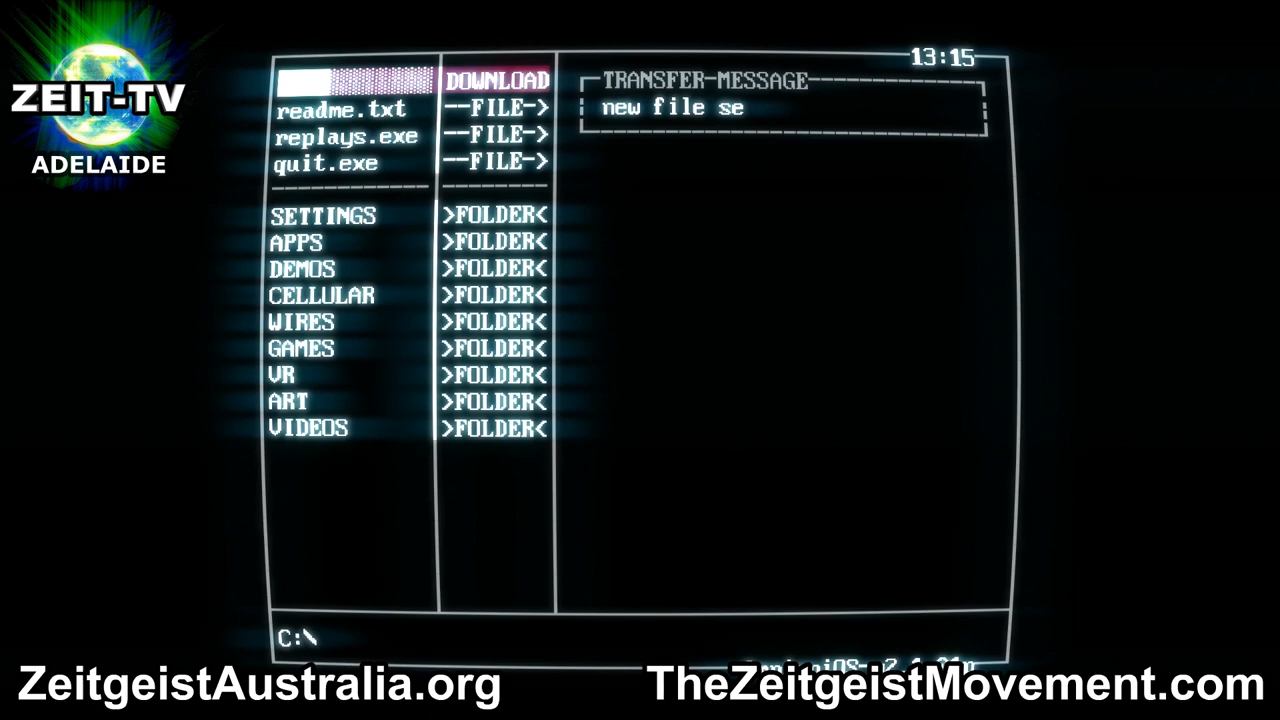 ZEIT-TV
ADELAIDE
13:15
DOWNLOAD
readme.txt --FILE->
replays.exe --FILE->
quit.exe --FILE->
SETTINGS >FOLDER<
APPS >FOLDER<
DEMOS >FOLDER<
CELLULAR >FOLDER<
WIRES >FOLDER<
GAMES >FOLDER<
VR >FOLDER<
ART >FOLDER<
VIDEOS >FOLDER<
TRANSFER-MESSAGE
new file se
C:\
ZeitgeistAustralia.org
TheZeitgeistMovement.com